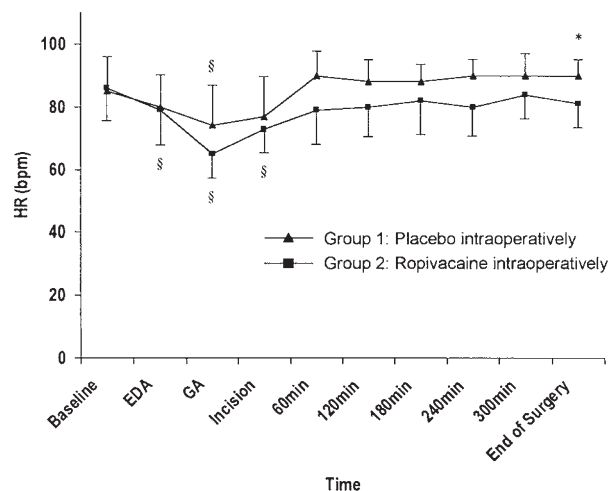 100
80
60
40
20
0
HR (bpm)
*
§
§
§
§
Group 1: Placebo intraoperatively
Group 2: Ropivacaine intraoperatively
Baseline
EDA
GA
Incision
60min
120min
180min
240min
300min
End of Surgery
Time